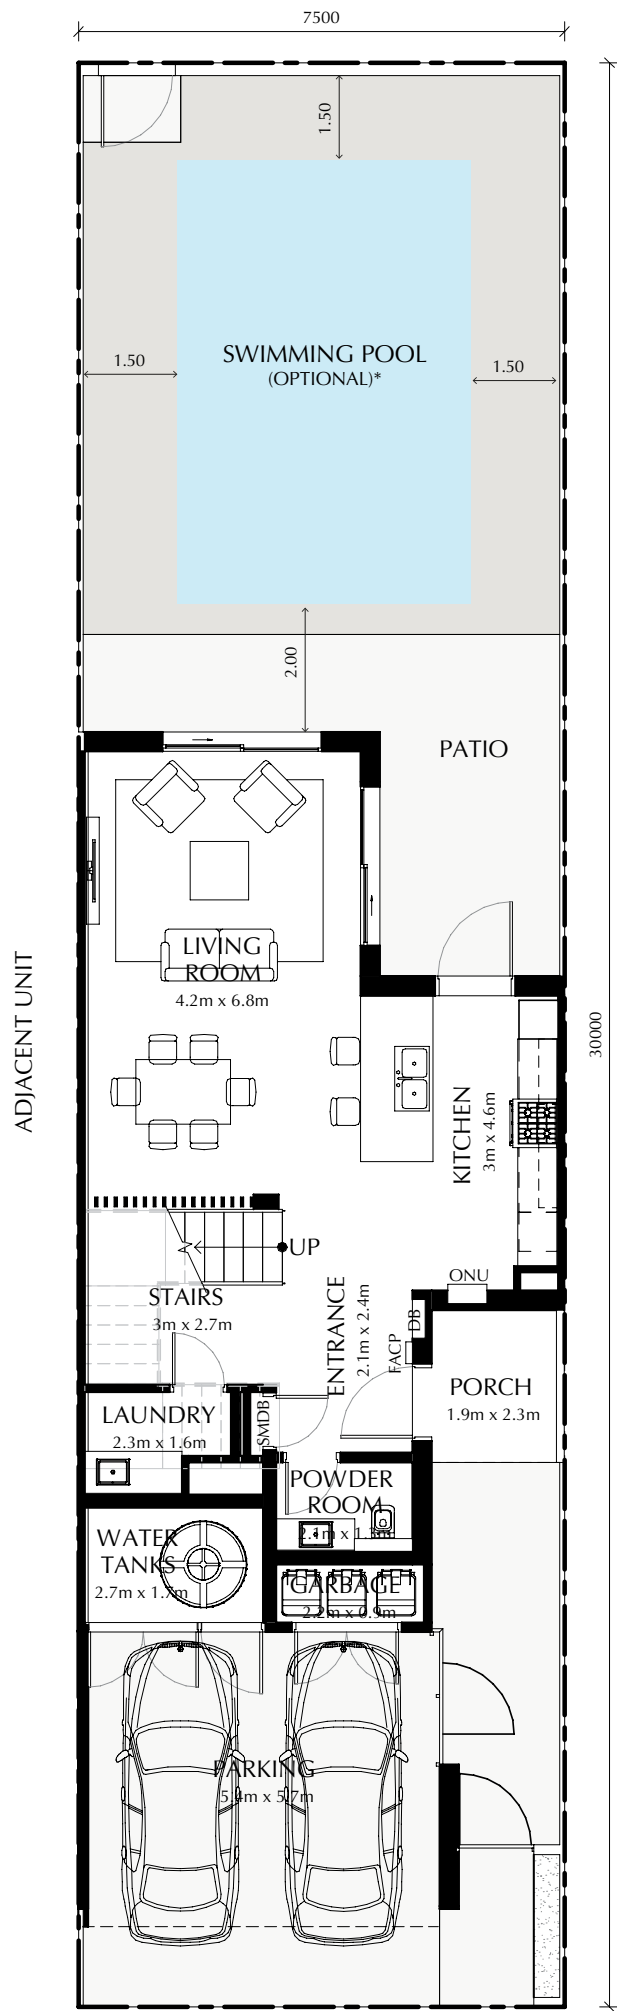 7500
1.50
SWIMMING POOL
(OPTIONAL)*
1.50
1.50
2.00
PATIO
LIVING
ROOM
4.2m x 6.8m
ADJACENT UNIT
30000
KITCHEN
3m x 4.6m
UP
ONU
STAIRS
3m x 2.7m
ENTRANCE
2.1m x 2.4m
DB
FACP
PORCH
1.9m x 2.3m
LAUNDRY
2.3m x 1.6m
SMDB
POWDER
ROOM
2.1m x
WATER
TANKS
2.7m x 1.7m
GARBAGE
2.2m x 0.9m
PARKING
5.4m x 5.7m